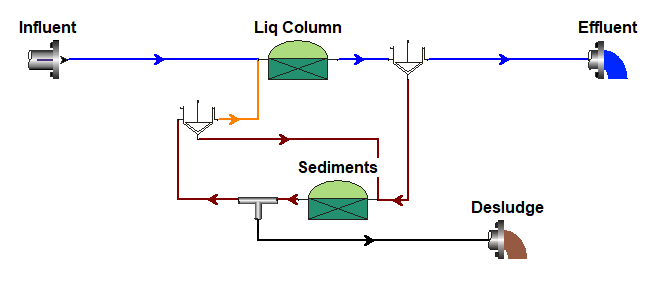 Influent
Liq Column
Effluent
Sediments
Desludge